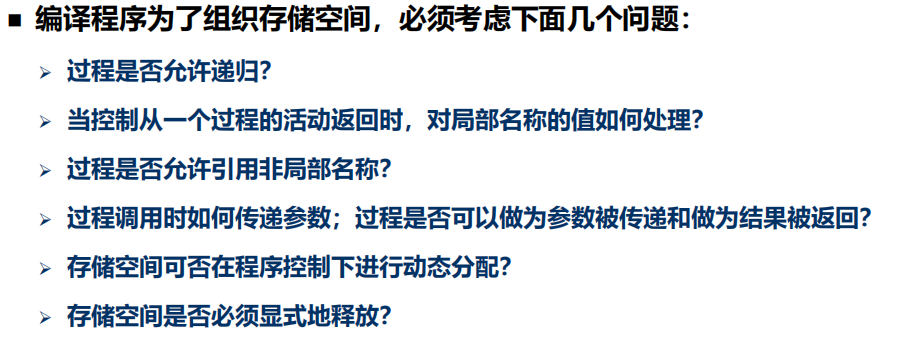 ■ 编译程序为了组织存储空间，必须考虑下面几个问题：
➢ 过程是否允许递归？
➢ 当控制从一个过程的活动返回时，对局部名称的值如何处理？
➢ 过程是否允许引用非局部名称？
➢ 过程调用时如何传递参数；过程是否可以做为参数被传递和做为结果被返回？
➢ 存储空间可否在程序控制下进行动态分配？
➢ 存储空间是否必须显式地释放？